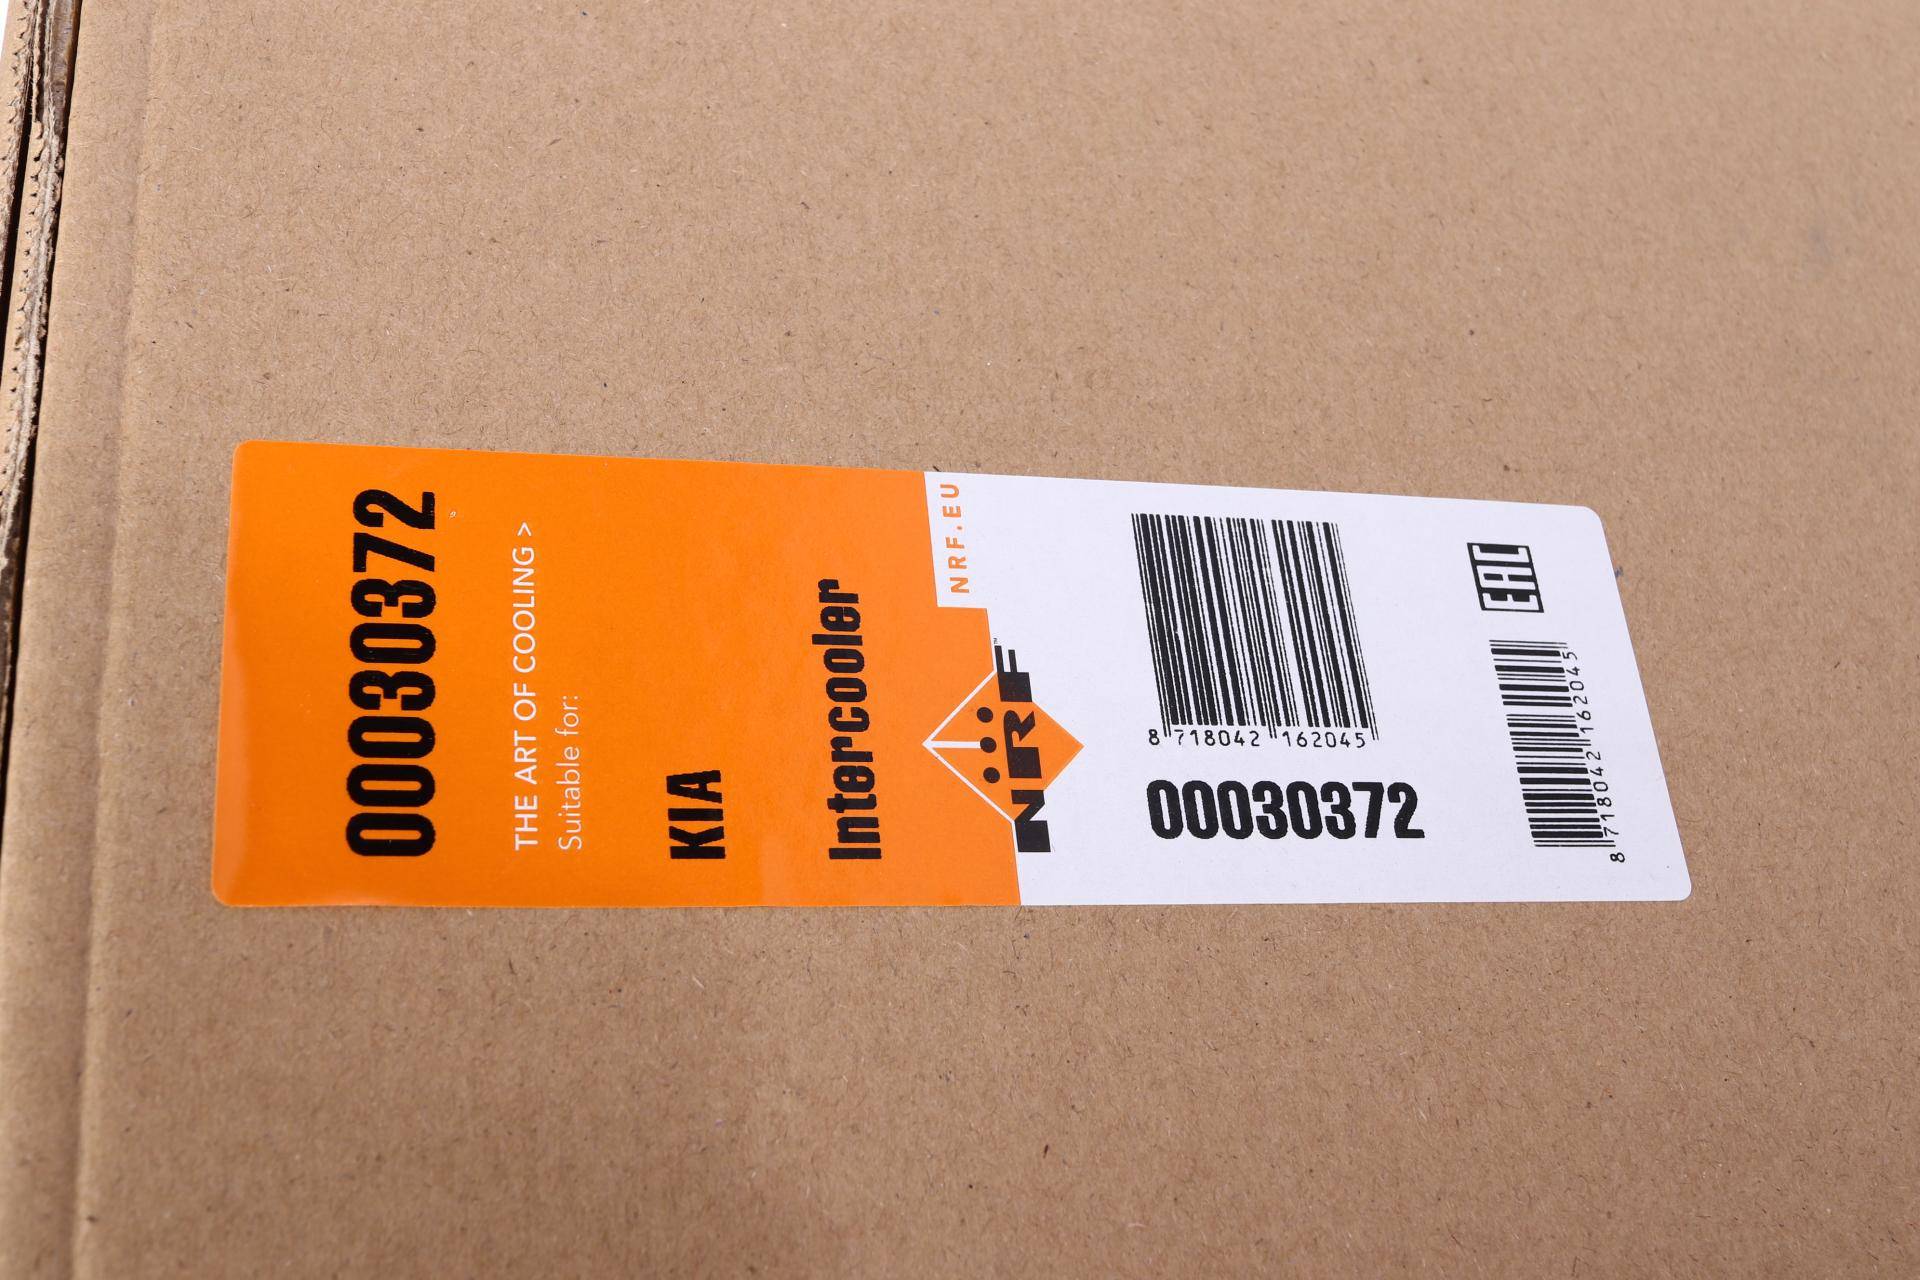 00030372
THE ART OF COOLING >
Suitable for:
KIA
Intercooler
NRF.EU
NRF™
8 718042 162045
00030372
EAC
8 718042 162045